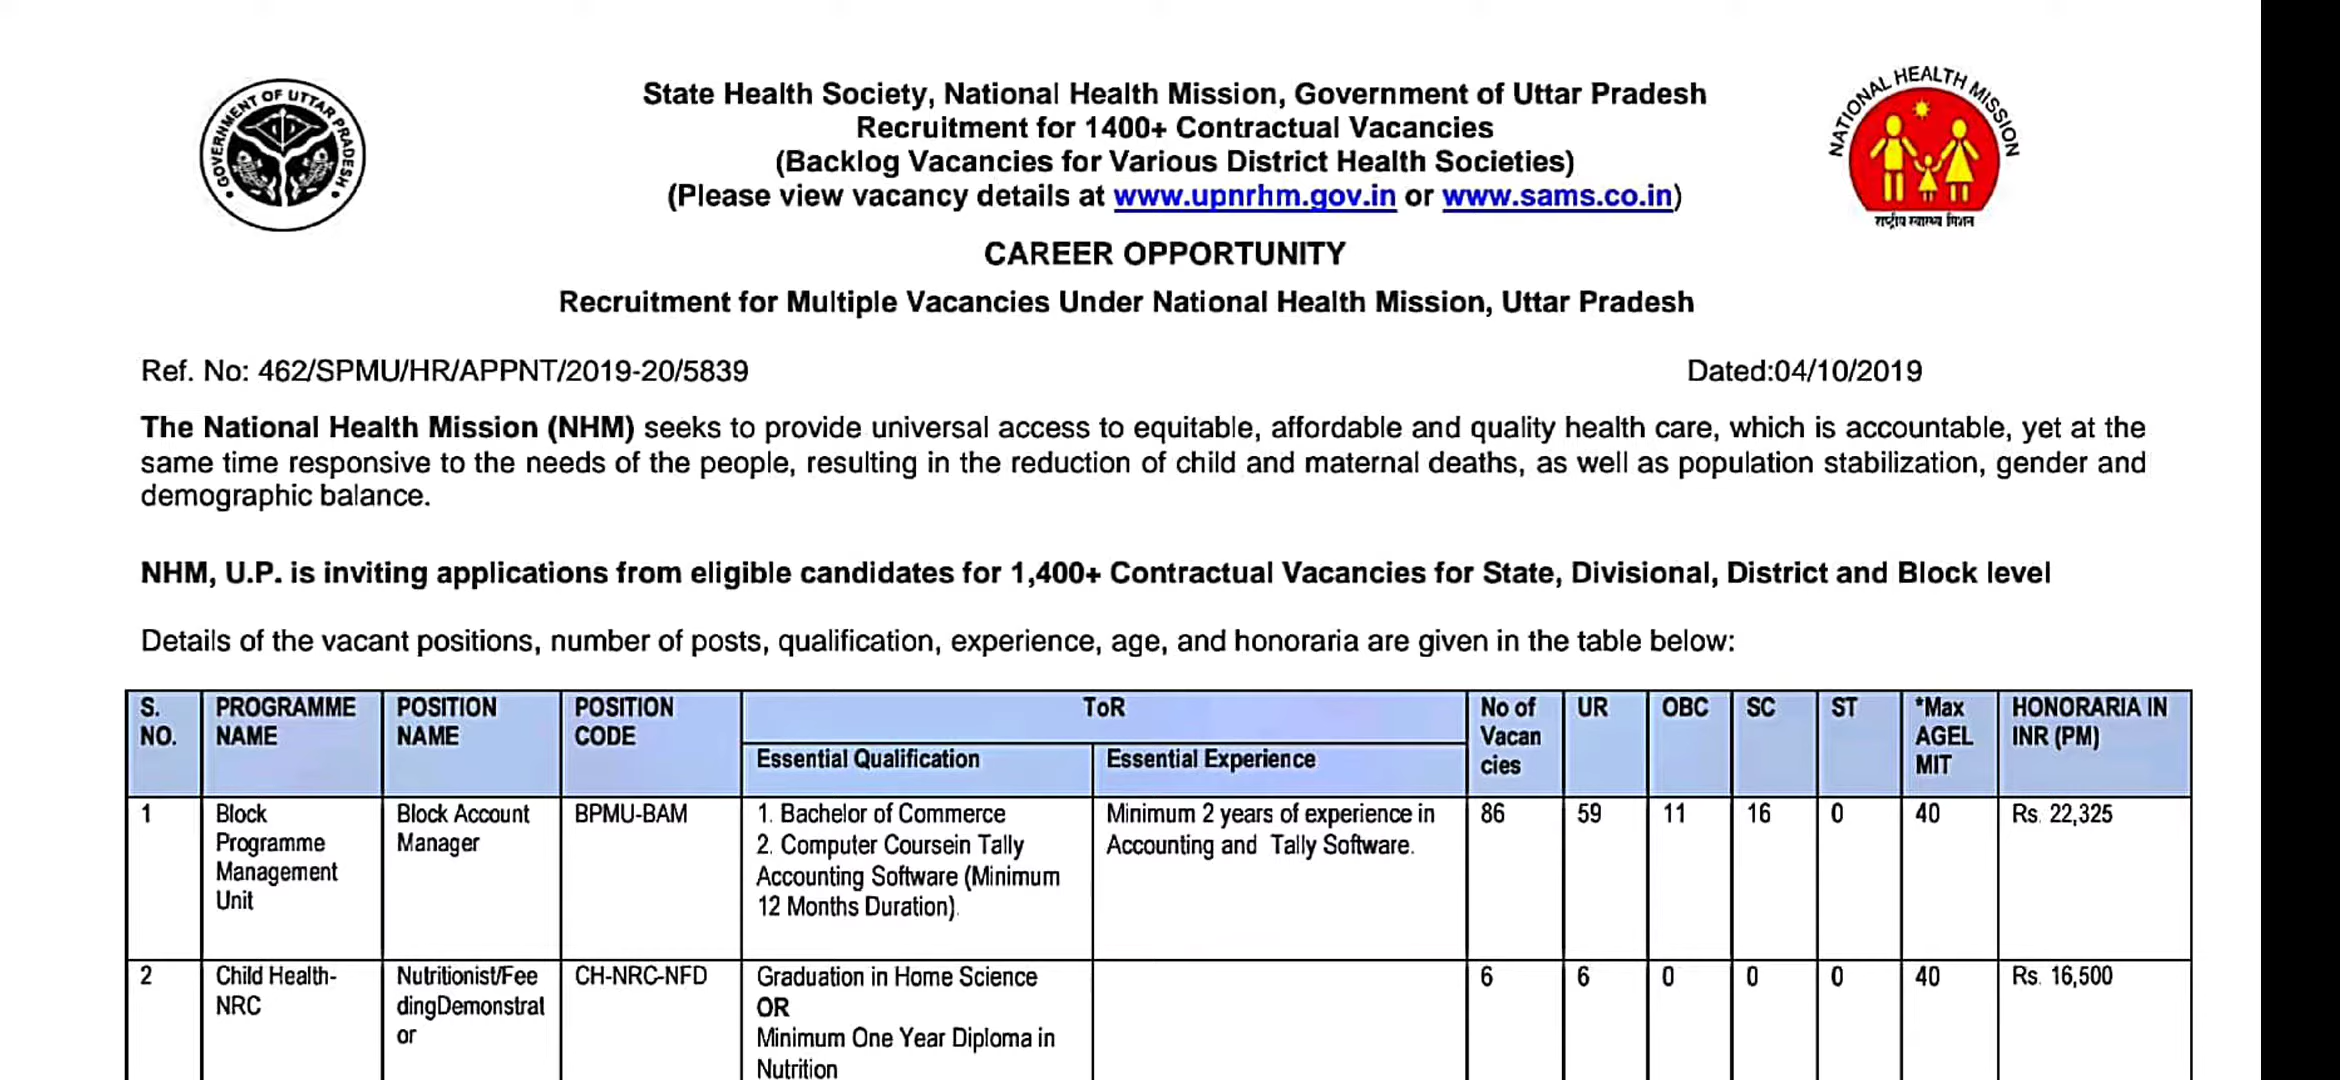 GOVERNMENT OF UTTAR PRADESH
State Health Society, National Health Mission, Government of Uttar Pradesh
Recruitment for 1400+ Contractual Vacancies
(Backlog Vacancies for Various District Health Societies)
(Please view vacancy details at www.upnrhm.gov.in or www.sams.co.in)
NATIONAL HEALTH MISSION
राष्ट्रीय स्वास्थ्य मिशन
CAREER OPPORTUNITY
Recruitment for Multiple Vacancies Under National Health Mission, Uttar Pradesh
Ref. No: 462/SPMU/HR/APPNT/2019-20/5839 Dated:04/10/2019
The National Health Mission (NHM) seeks to provide universal access to equitable, affordable and quality health care, which is accountable, yet at the
same time responsive to the needs of the people, resulting in the reduction of child and maternal deaths, as well as population stabilization, gender and
demographic balance.
NHM, U.P. is inviting applications from eligible candidates for 1,400+ Contractual Vacancies for State, Divisional, District and Block level
Details of the vacant positions, number of posts, qualification, experience, age, and honoraria are given in the table below:
S. PROGRAMME POSITION POSITION ToR No of UR OBC SC ST *Max HONORARIA IN
NO. NAME NAME CODE Vacan AGEL INR (PM)
Essential Qualification Essential Experience cies MIT
1 Block Block Account BPMU-BAM 1. Bachelor of Commerce Minimum 2 years of experience in 86 59 11 16 0 40 Rs. 22,325
Programme Manager 2. Computer Coursein Tally Accounting and Tally Software.
Management Accounting Software (Minimum
Unit 12 Months Duration).
2 Child Health- Nutritionist/Fee CH-NRC-NFD Graduation in Home Science 6 6 0 0 0 40 Rs. 16,500
NRC dingDemonstrat OR
or Minimum One Year Diploma in
Nutrition